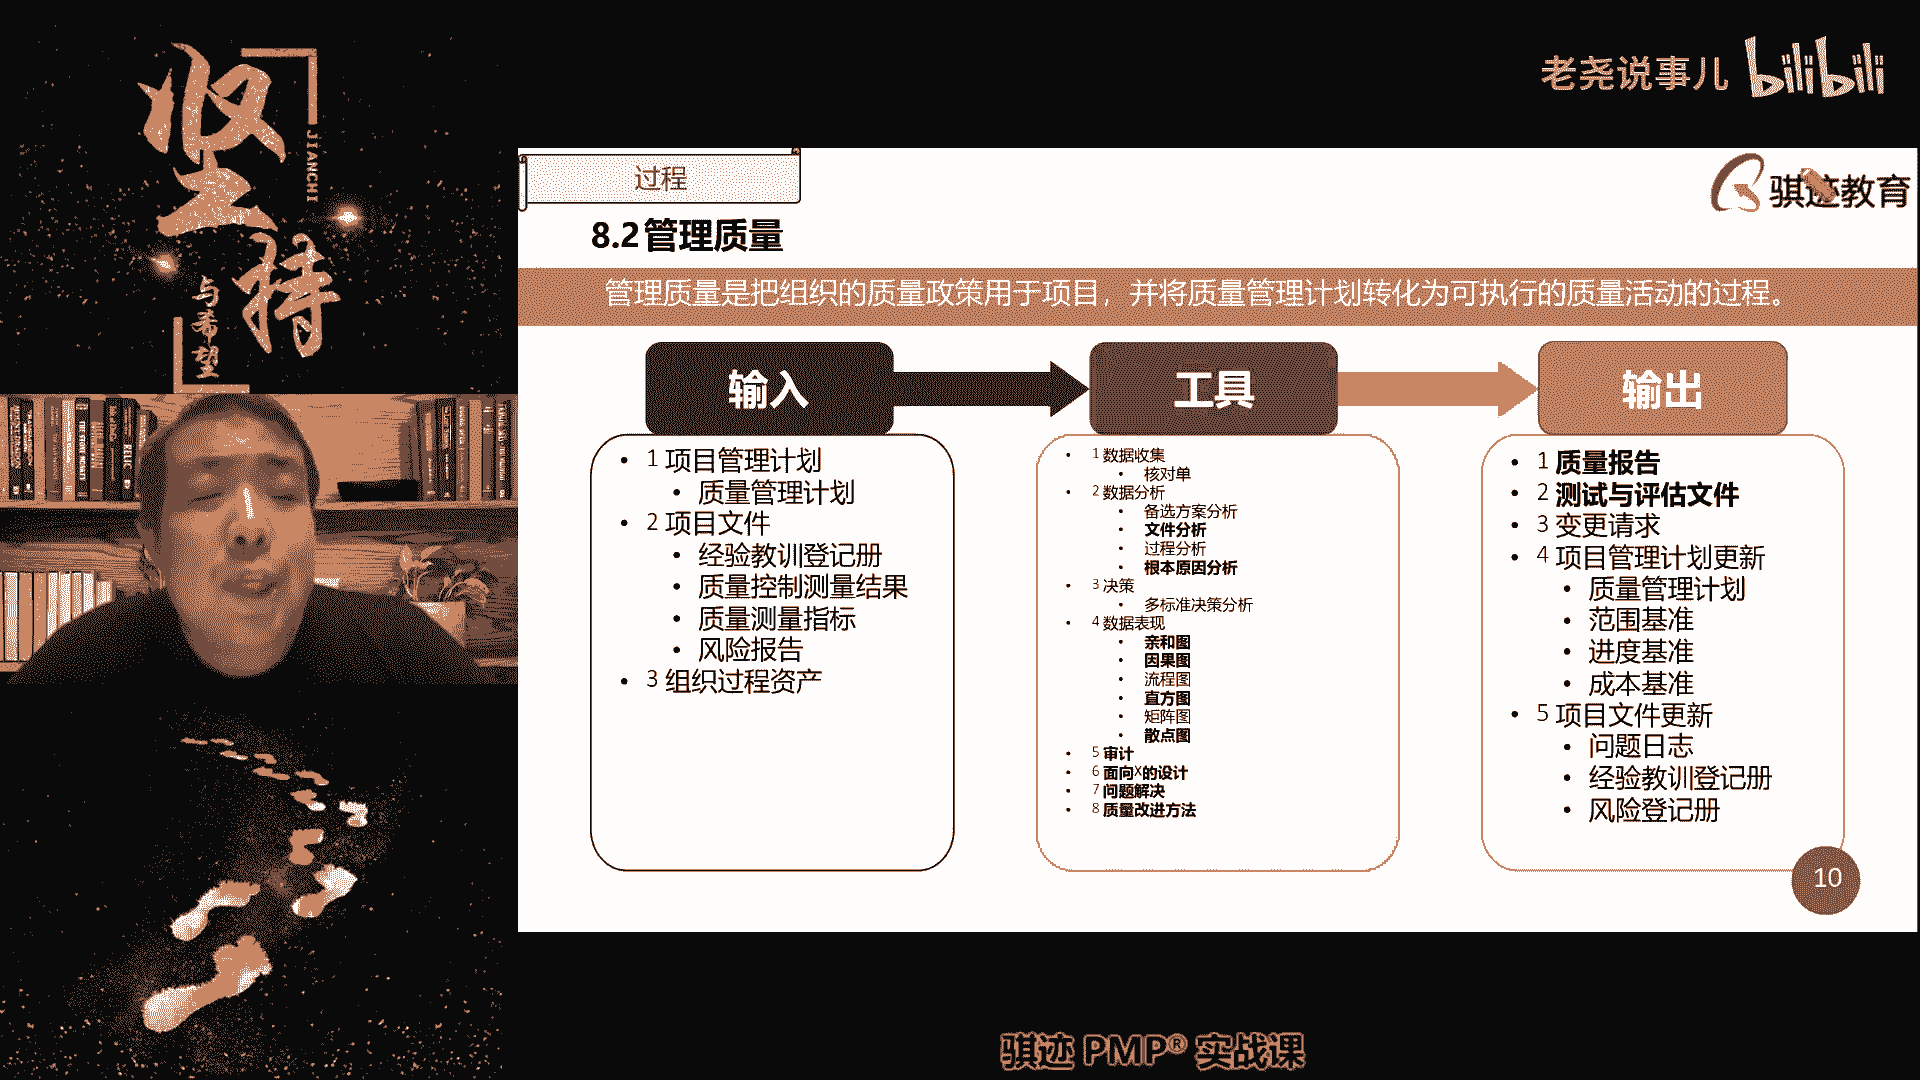 坚持
JIANCHI
与希望
老尧说事儿 bilibili
过程
骐迹教育
8.2管理质量
管理质量是把组织的质量政策用于项目，并将质量管理计划转化为可执行的质量活动的过程。
输入
• 1 项目管理计划
• 质量管理计划
• 2 项目文件
• 经验教训登记册
• 质量控制测量结果
• 质量测量指标
• 风险报告
• 3 组织过程资产
工具
• 1 数据收集
• 核对单
• 2 数据分析
• 备选方案分析
• 文件分析
• 过程分析
• 根本原因分析
• 3 决策
• 多标准决策分析
• 4 数据表现
• 亲和图
• 因果图
• 流程图
• 直方图
• 矩阵图
• 散点图
• 5 审计
• 6 面向X的设计
• 7 问题解决
• 8 质量改进方法
输出
• 1 质量报告
• 2 测试与评估文件
• 3 变更请求
• 4 项目管理计划更新
• 质量管理计划
• 范围基准
• 进度基准
• 成本基准
• 5 项目文件更新
• 问题日志
• 经验教训登记册
• 风险登记册
10
骐迹 PMP® 实战课